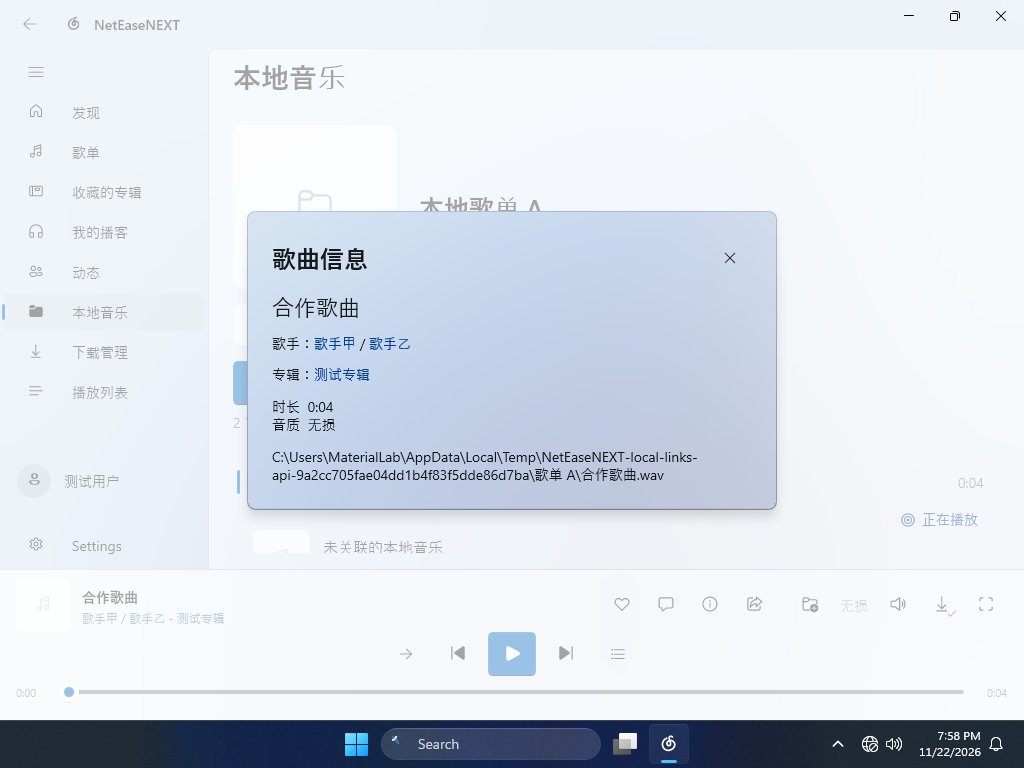 NetEaseNEXT
本地音乐
发现
歌单
收藏的专辑
我的播客
动态
本地音乐
下载管理
播放列表
测试用户
Settings
本地歌单 A
歌曲信息
合作歌曲
歌手：歌手甲 / 歌手乙
专辑：测试专辑
时长 0:04
音质 无损
C:\Users\MaterialLab\AppData\Local\Temp\NetEaseNEXT-local-links-
api-9a2cc705fae04dd1b4f83f5dde86d7ba\歌单 A\合作歌曲.wav
2
0:04
正在播放
未关联的本地音乐
合作歌曲
歌手甲 / 歌手乙 - 测试专辑
无损
0:00
0:04
Search
7:58 PM
11/22/2026